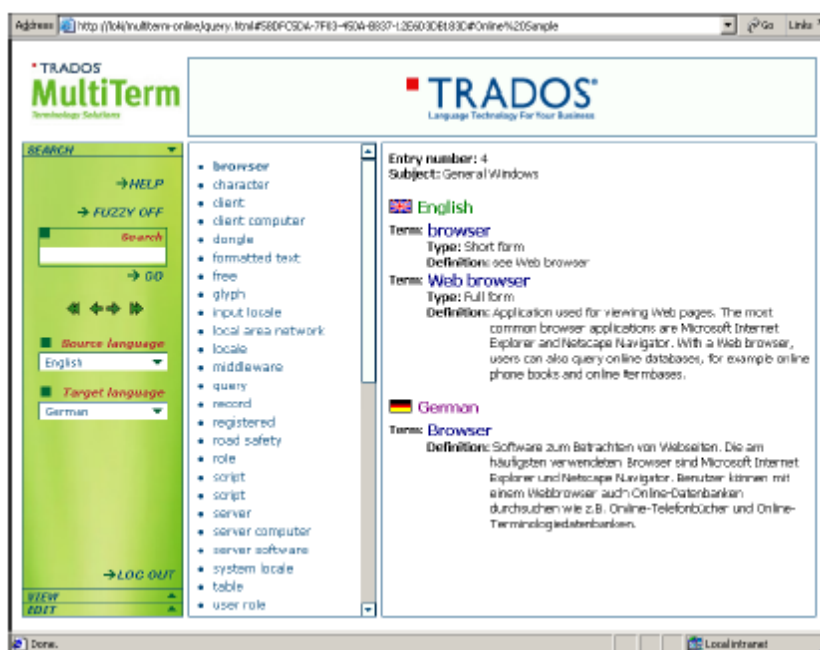 Address http://loki/multiterm-online/query.html
Go Links
TRADOS
MultiTerm
Terminology Solutions
TRADOS
Language Technology For Your Business
SEARCH
HELP
FUZZY OFF
Search
GO
Source language
English
Target language
German
LOG OUT
VIEW
EDIT
browser
character
client
client computer
dongle
formatted text
free
glyph
input locale
local area network
locale
middleware
query
record
registered
road safety
role
script
script
server
server computer
server software
system locale
table
user role
Entry number: 4
Subject: General Windows
English
Term: browser
Type: Short form
Definition: see Web browser
Term: Web browser
Type: Full form
Definition: Application used for viewing Web pages. The most
common browser applications are Microsoft Internet
Explorer and Netscape Navigator. With a Web browser,
users can also query online databases, for example online
phone books and online termbases.
German
Term: Browser
Definition: Software zum Betrachten von Webseiten. Die am
häufigsten verwendeten Browser sind Microsoft Internet
Explorer und Netscape Navigator. Benutzer können mit
einem Webbrowser auch Online-Datenbanken
durchsuchen wie z.B. Online-Telefonbücher und Online-
Terminologiedatenbanken.
Done.
Local intranet